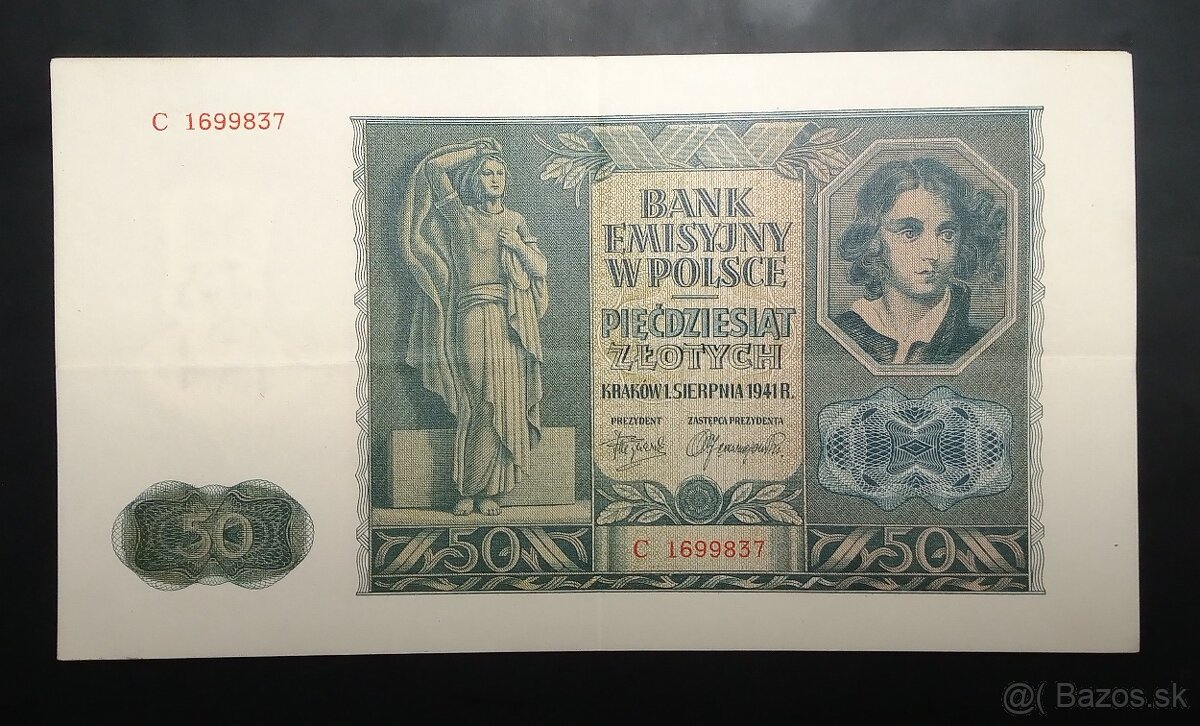 C 1699837
BANK
EMISYJNY
W POLSCE
PIĘĆDZIESIĄT
ZŁOTYCH
KRAKÓW 1. SIERPNIA 1941 R.
PREZYDENT ZASTĘPCA PREZYDENTA
50
50
C 1699837
50
@( Bazos.sk